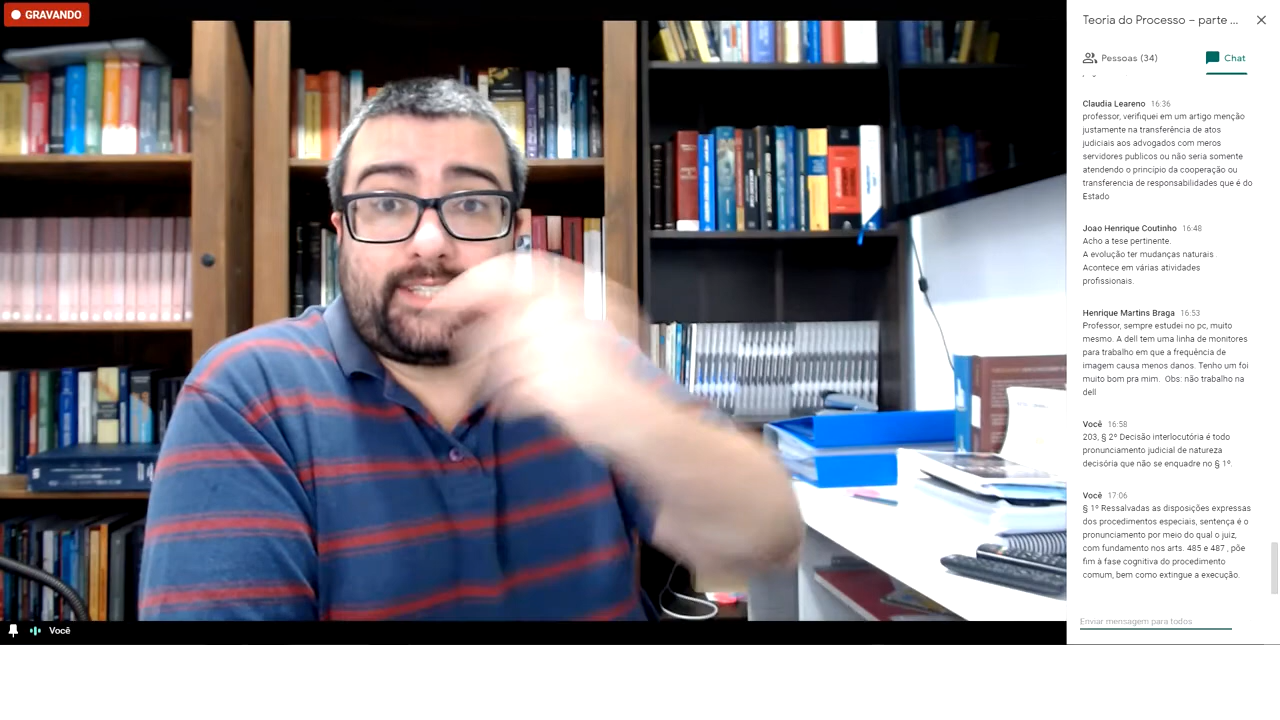 GRAVANDO
Teoria do Processo – parte ...
Pessoas (34)
Chat
Claudia Leareno 16:36
professor, verifiquei em um artigo menção
justamente na transferência de atos
judiciais aos advogados com meros
servidores publicos ou não seria somente
atendendo o princípio da cooperação ou
transferencia de responsabilidades que é do
Estado
Joao Henrique Coutinho 16:48
Acho a tese pertinente.
A evolução ter mudanças naturais .
Acontece em várias atividades
profissionais.
Henrique Martins Braga 16:53
Professor, sempre estudei no pc, muito
mesmo. A dell tem uma linha de monitores
para trabalho em que a frequência de
imagem causa menos danos. Tenho um foi
muito bom pra mim. Obs: não trabalho na
dell
Você 16:58
203, § 2º Decisão interlocutória é todo
pronunciamento judicial de natureza
decisória que não se enquadre no § 1º.
Você 17:06
§ 1º Ressalvadas as disposições expressas
dos procedimentos especiais, sentença é o
pronunciamento por meio do qual o juiz,
com fundamento nos arts. 485 e 487 , põe
fim à fase cognitiva do procedimento
comum, bem como extingue a execução.
Enviar mensagem para todos
Você